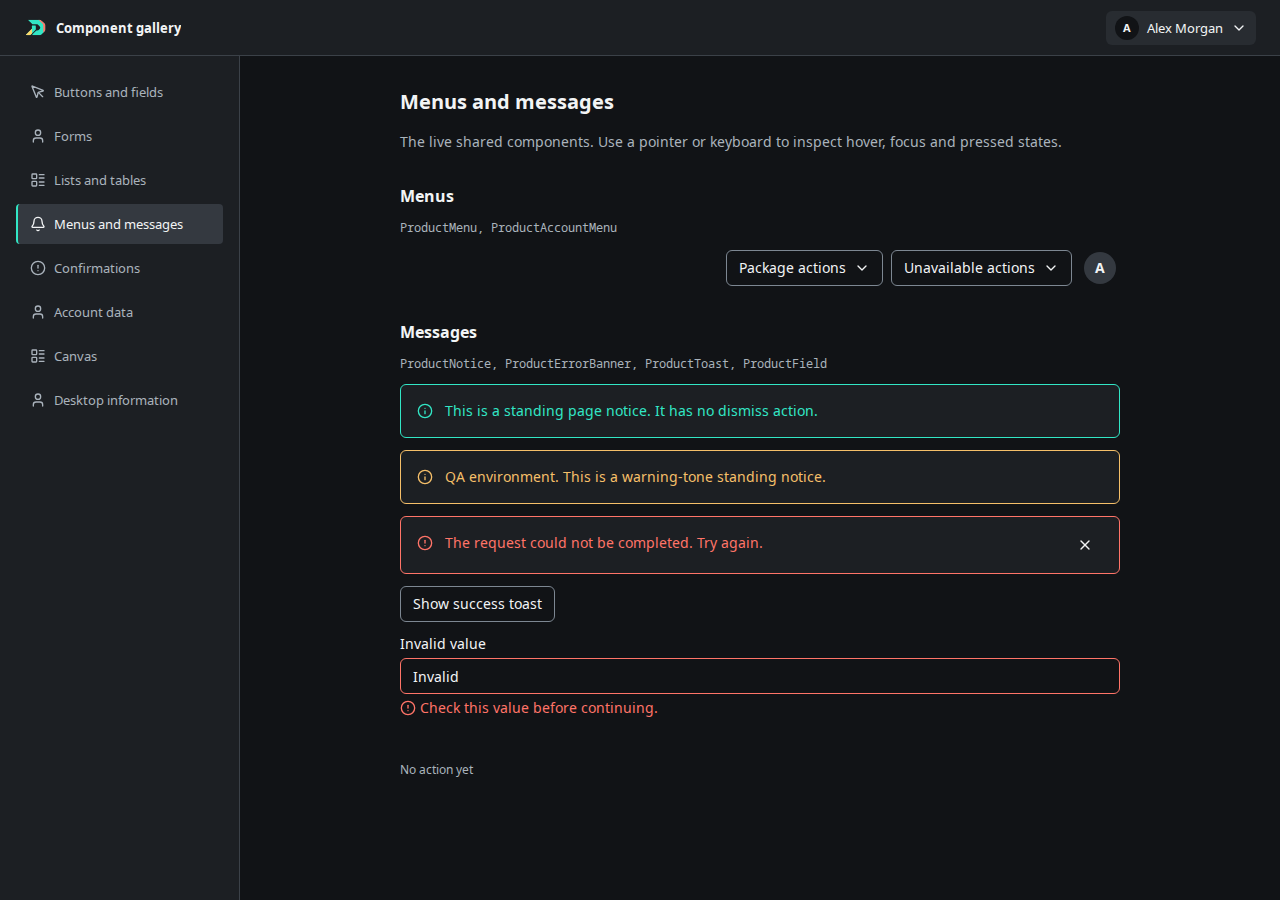 Component gallery
A Alex Morgan
Buttons and fields
Forms
Lists and tables
Menus and messages
Confirmations
Account data
Canvas
Desktop information
Menus and messages
The live shared components. Use a pointer or keyboard to inspect hover, focus and pressed states.
Menus
ProductMenu, ProductAccountMenu
Package actions Unavailable actions A
Messages
ProductNotice, ProductErrorBanner, ProductToast, ProductField
This is a standing page notice. It has no dismiss action.
QA environment. This is a warning-tone standing notice.
The request could not be completed. Try again.
Show success toast
Invalid value
Invalid
Check this value before continuing.
No action yet